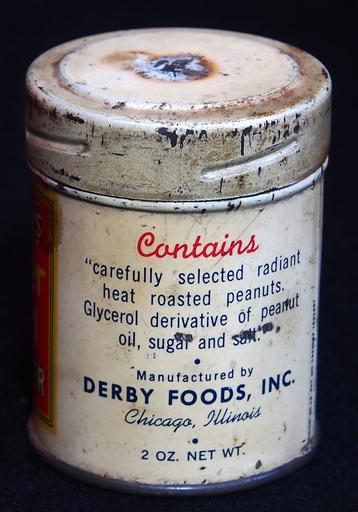 Contains
"carefully selected radiant
heat roasted peanuts.
Glycerol derivative of peanut
oil, sugar and salt.
Manufactured by
DERBY FOODS, INC.
Chicago, Illinois
2 OZ. NET WT.